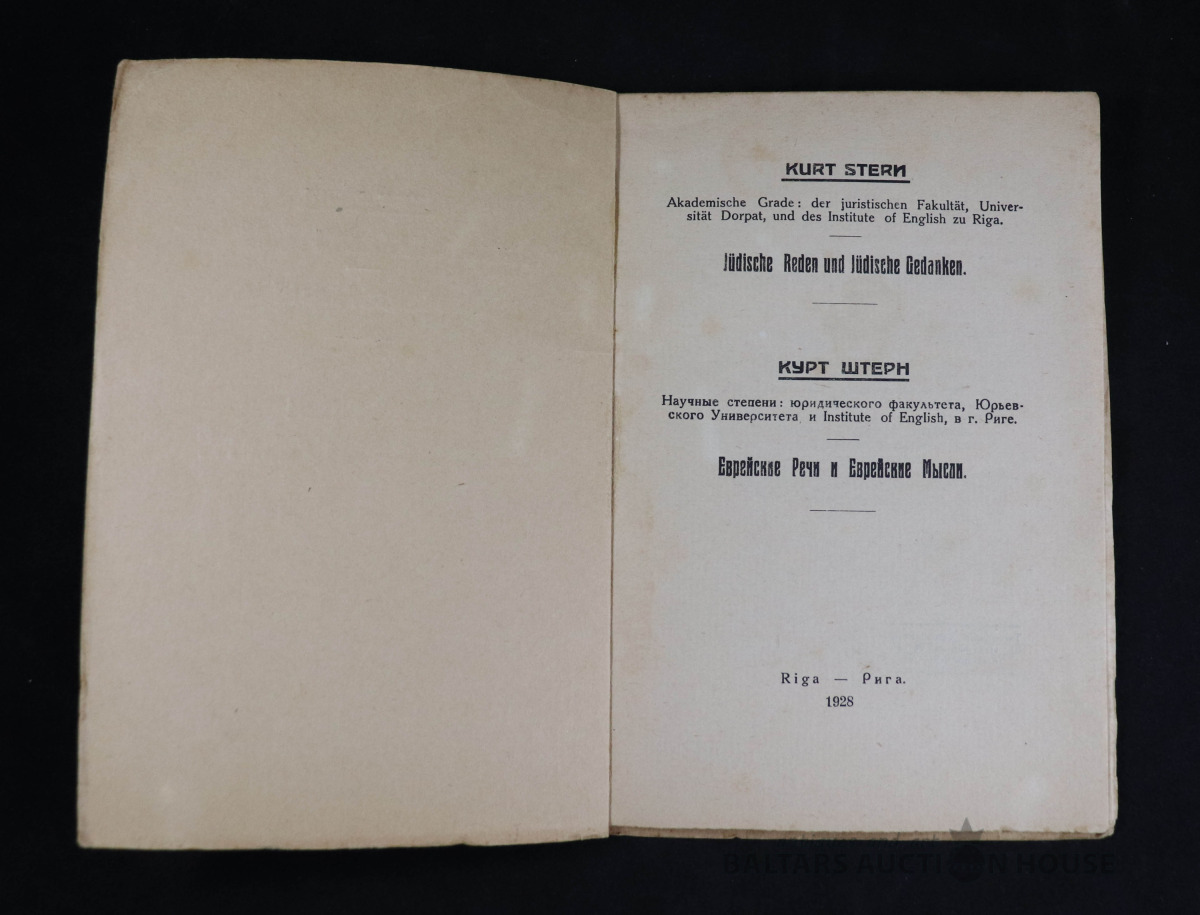 KURT STERN
Akademische Grade: der juristischen Fakultät, Univer-
sität Dorpat, und des Institute of English zu Riga.
Jüdische Reden und Jüdische Gedanken.
КУРТ ШТЕРН
Научные степени: юридического факультета, Юрьев-
ского Университета и Institute of English, в г. Риге.
Еврейские Речи и Еврейские Мысли.
Riga — Рига.
1928
BALTARS AUCTION HOUSE